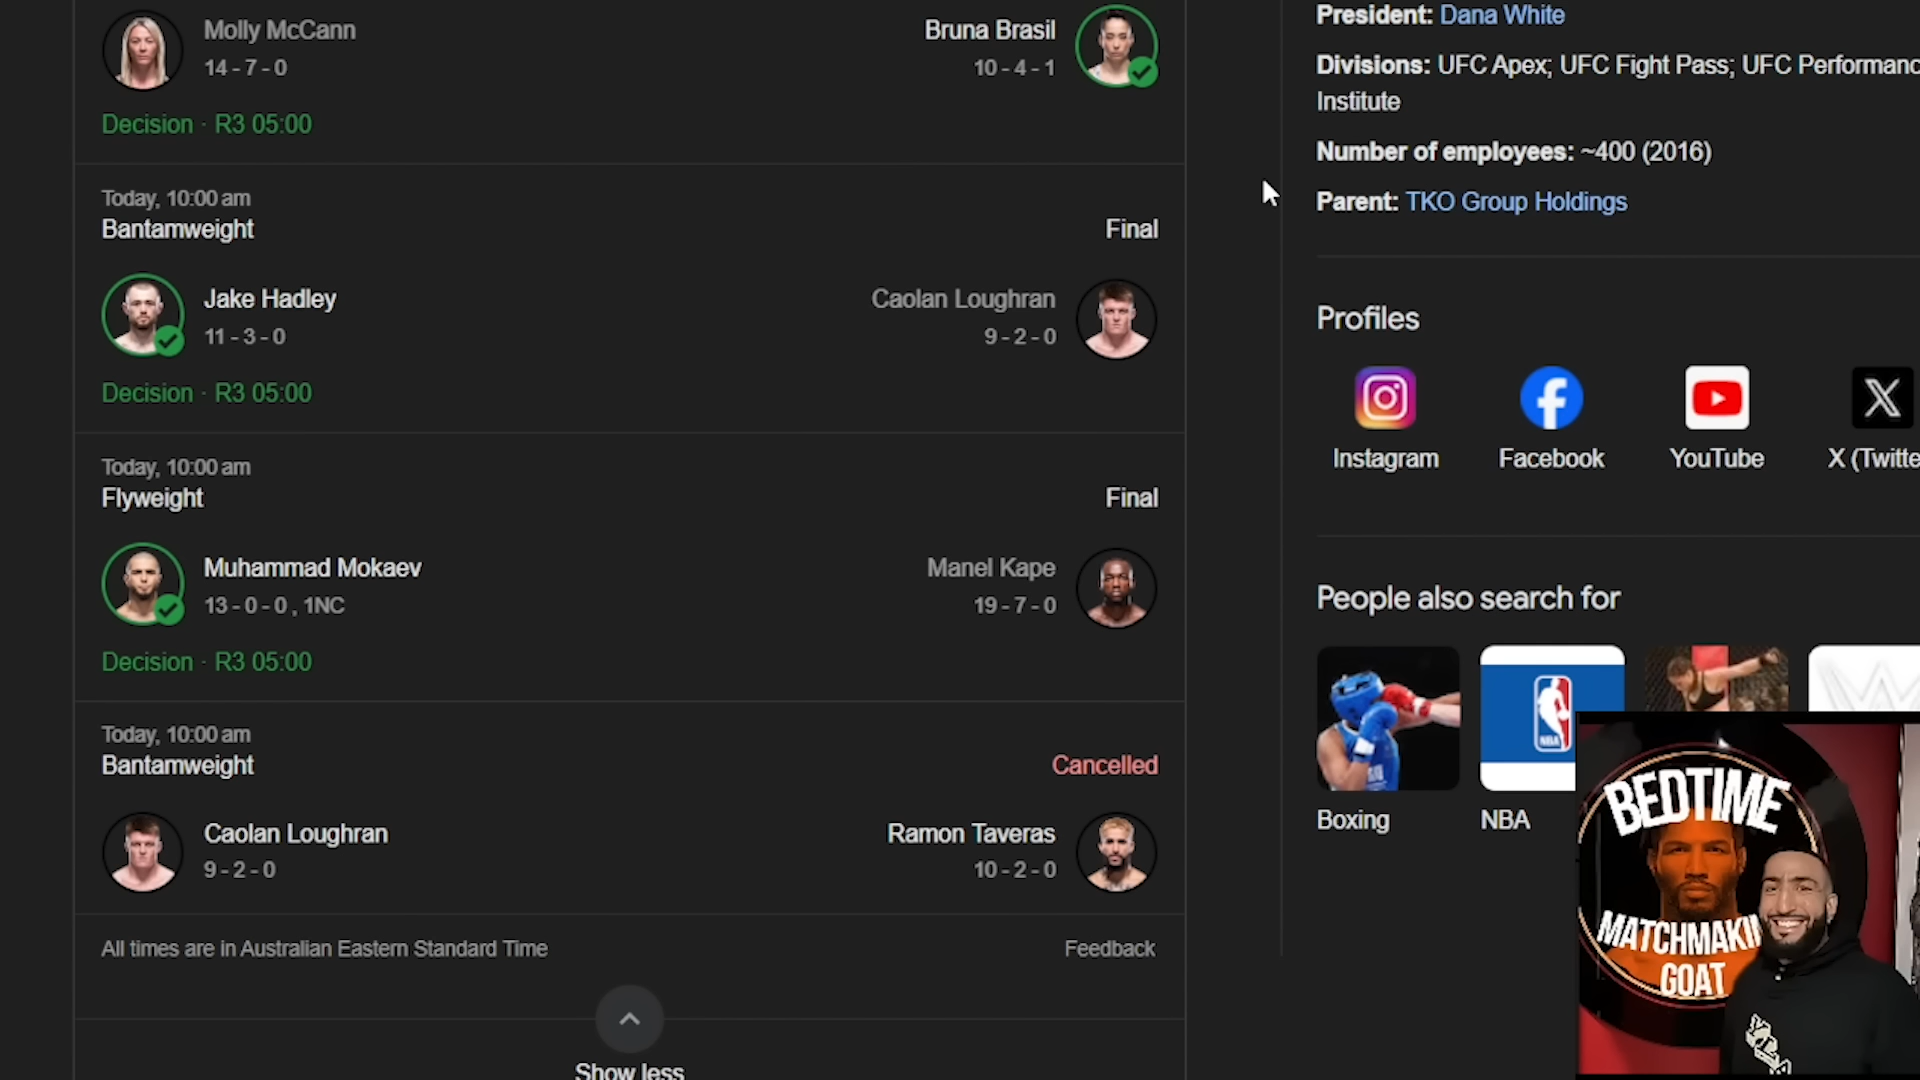 Molly McCann
14 - 7 - 0
Bruna Brasil
10 - 4 - 1
Decision · R3 05:00
Today, 10:00 am
Bantamweight
Final
Jake Hadley
11 - 3 - 0
Caolan Loughran
9 - 2 - 0
Decision · R3 05:00
Today, 10:00 am
Flyweight
Final
Muhammad Mokaev
13 - 0 - 0 , 1NC
Manel Kape
19 - 7 - 0
Decision · R3 05:00
Today, 10:00 am
Bantamweight
Cancelled
Caolan Loughran
9 - 2 - 0
Ramon Taveras
10 - 2 - 0
All times are in Australian Eastern Standard Time
Feedback
Show less
President: Dana White
Divisions: UFC Apex; UFC Fight Pass; UFC Performanc
Institute
Number of employees: ~400 (2016)
Parent: TKO Group Holdings
Profiles
Instagram
Facebook
YouTube
X (Twitte
People also search for
NBA
Boxing
NBA
BEDTIME
MATCHMAKI
GOAT